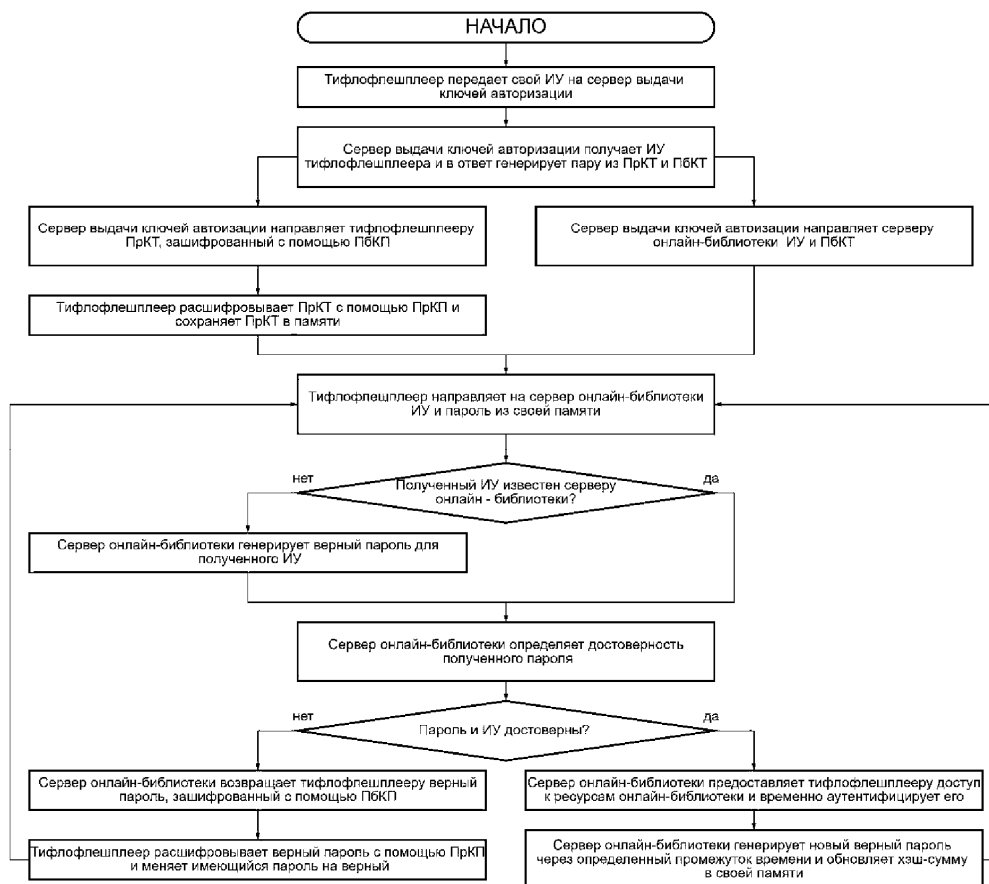 НАЧАЛО
Тифлофлешплеер передает свой ИУ на сервер выдачи
ключей авторизации
Сервер выдачи ключей авторизации получает ИУ
тифлофлешплеера и в ответ генерирует пару из ПрКТ и ПбКТ
Сервер выдачи ключей автоизации направляет тифлофлешплееру
ПрКТ, зашифрованный с помощью ПбКП
Сервер выдачи ключей автоизации направляет серверу
онлайн-библиотеки ИУ и ПбКТ
Тифлофлешплеер расшифровывает ПрКТ с помощью ПрКП и
сохраняет ПрКТ в памяти
Тифлофлешплеер направляет на сервер онлайн-библиотеки
ИУ и пароль из своей памяти
нет
Полученный ИУ известен серверу
онлайн - библиотеки?
да
Сервер онлайн-библиотеки генерирует верный пароль для
полученного ИУ
Сервер онлайн-библиотеки определяет достоверность
полученного пароля
нет
Пароль и ИУ достоверны?
да
Сервер онлайн-библиотеки возвращает тифлофлешплееру верный
пароль, зашифрованный с помощью ПбКП
Сервер онлайн-библиотеки предоставляет тифлофлешплееру доступ
к ресурсам онлайн-библиотеки и временно аутентифицирует его
Тифлофлешплеер расшифровывает верный пароль с помощью ПрКП
и меняет имеющийся пароль на верный
Сервер онлайн-библиотеки генерирует новый верный пароль
через определенный промежуток времени и обновляет хэш-сумму
в своей памяти